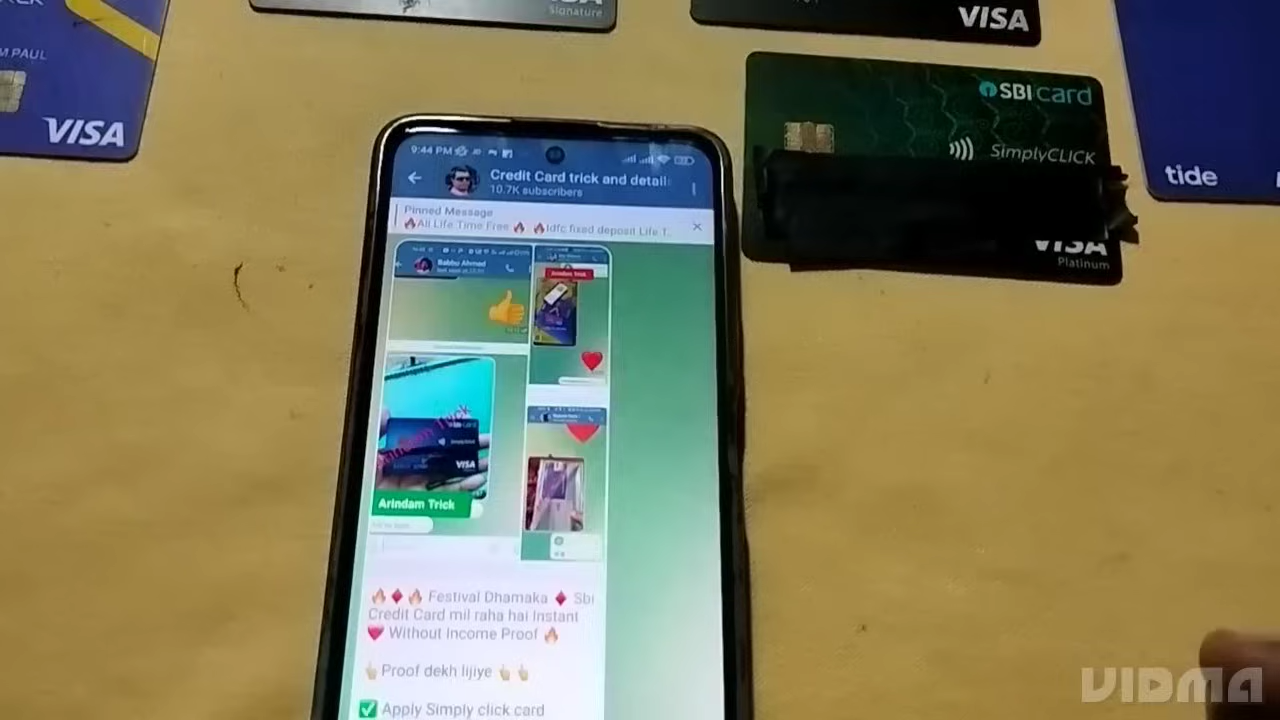 Signature
VISA
M PAUL
VISA
SBI card
SimplyCLICK
VISA
Platinum
tide
9:44 PM
Credit Card trick and detail
10.7K subscribers
Pinned Message
🔥All Life Time Free 🔥 🔥Idfc fixed deposit Life T...
Babbu Ahmed
Arindam Trick
VISA
Arindam Trick
🔥♦️🔥 Festival Dhamaka ♦️ Sbi
Credit Card mil raha hai Instant
❤️ Without Income Proof 🔥
👆Proof dekh lijiye 👆👆
✅ Apply Simply click card
VIDMA